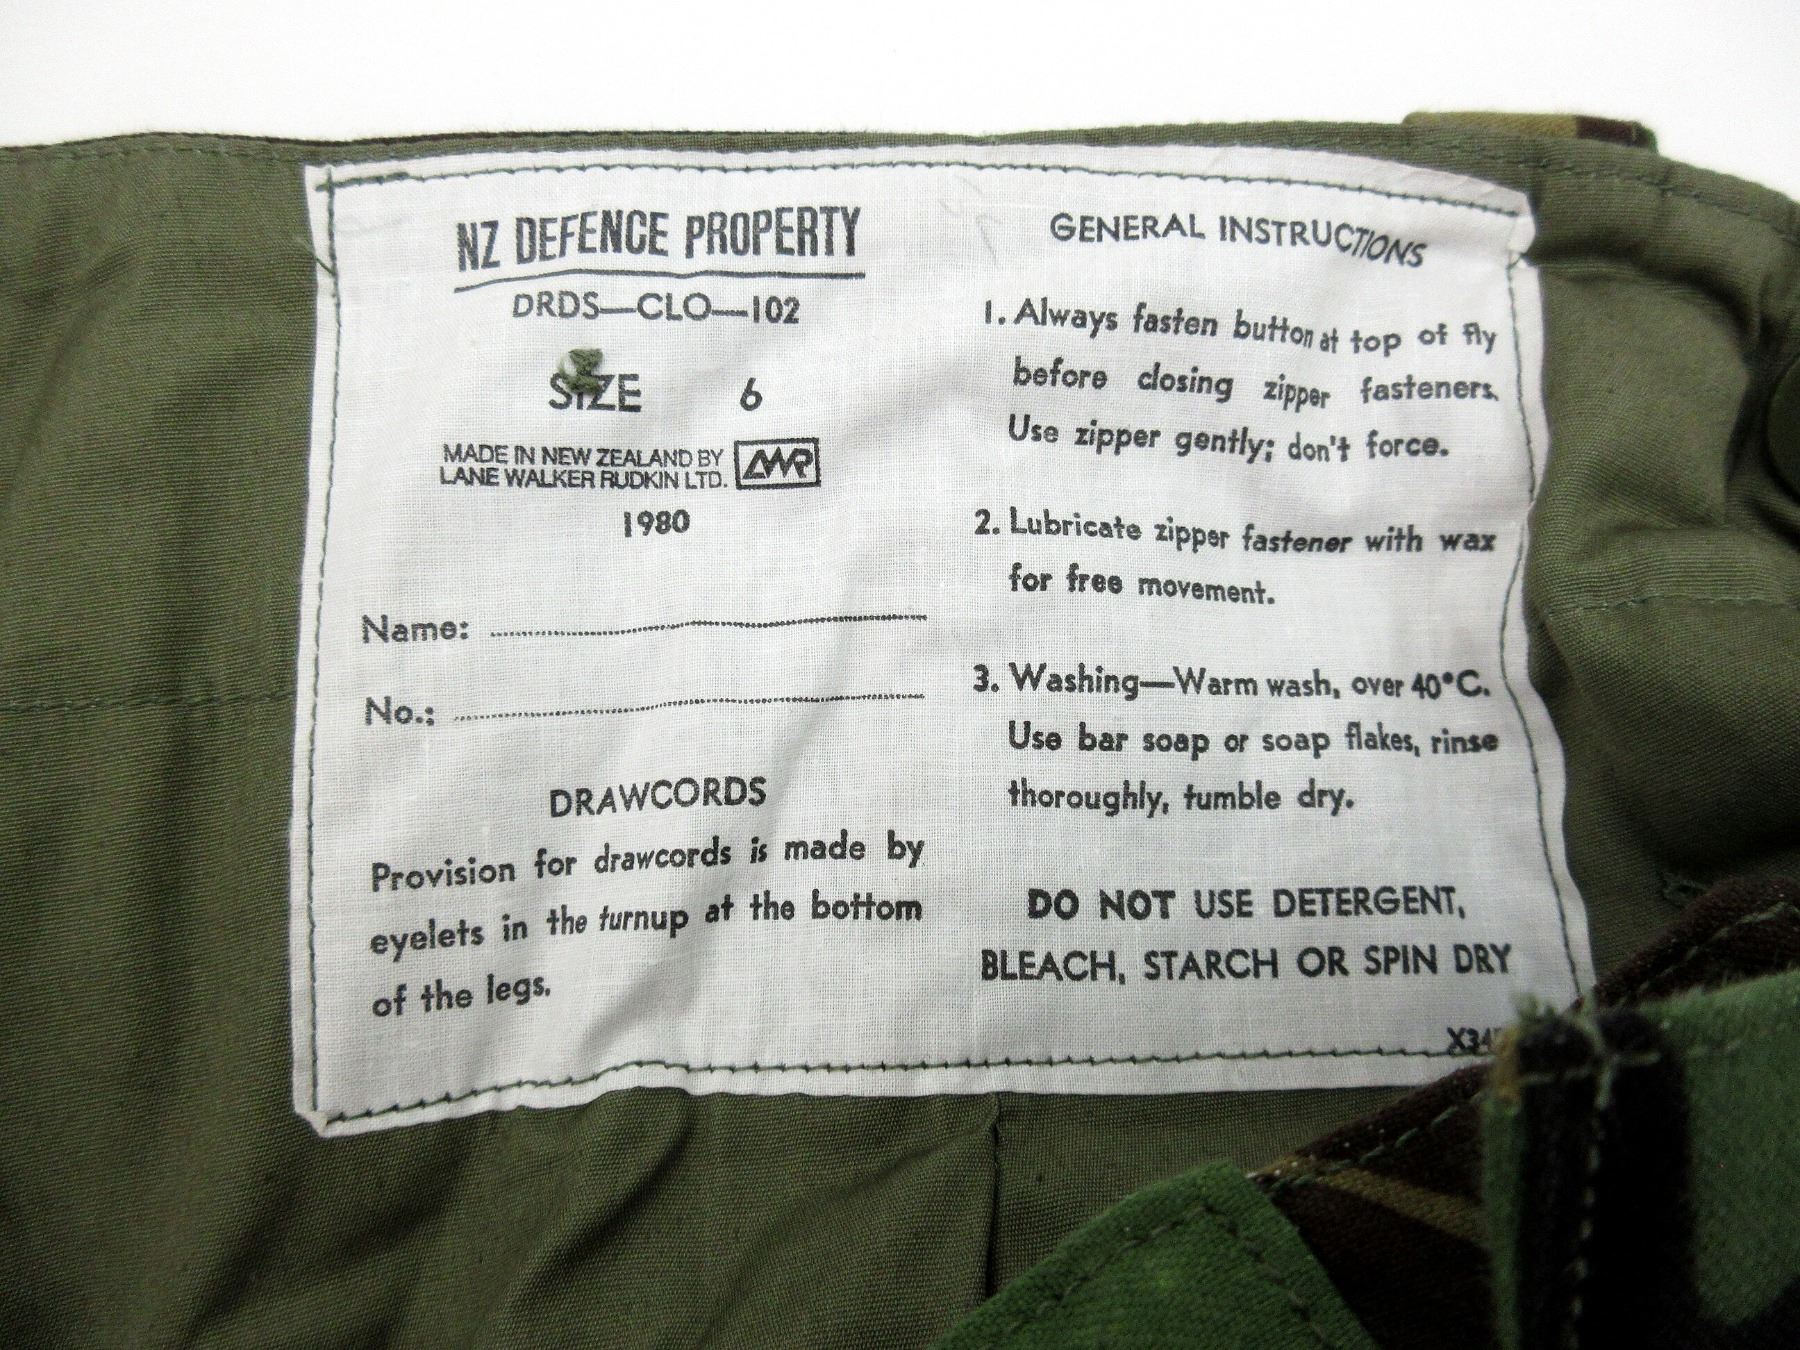 NZ DEFENCE PROPERTY
DRDS—CLO—102
SIZE 6
MADE IN NEW ZEALAND BY
LANE WALKER RUDKIN LTD.
LWR
1980
Name:
No.:
DRAWCORDS
Provision for drawcords is made by
eyelets in the turnup at the bottom
of the legs.
GENERAL INSTRUCTIONS
1. Always fasten button at top of fly
before closing zipper fasteners.
Use zipper gently; don't force.
2. Lubricate zipper fastener with wax
for free movement.
3. Washing—Warm wash, over 40°C.
Use bar soap or soap flakes, rinse
thoroughly, tumble dry.
DO NOT USE DETERGENT,
BLEACH, STARCH OR SPIN DRY